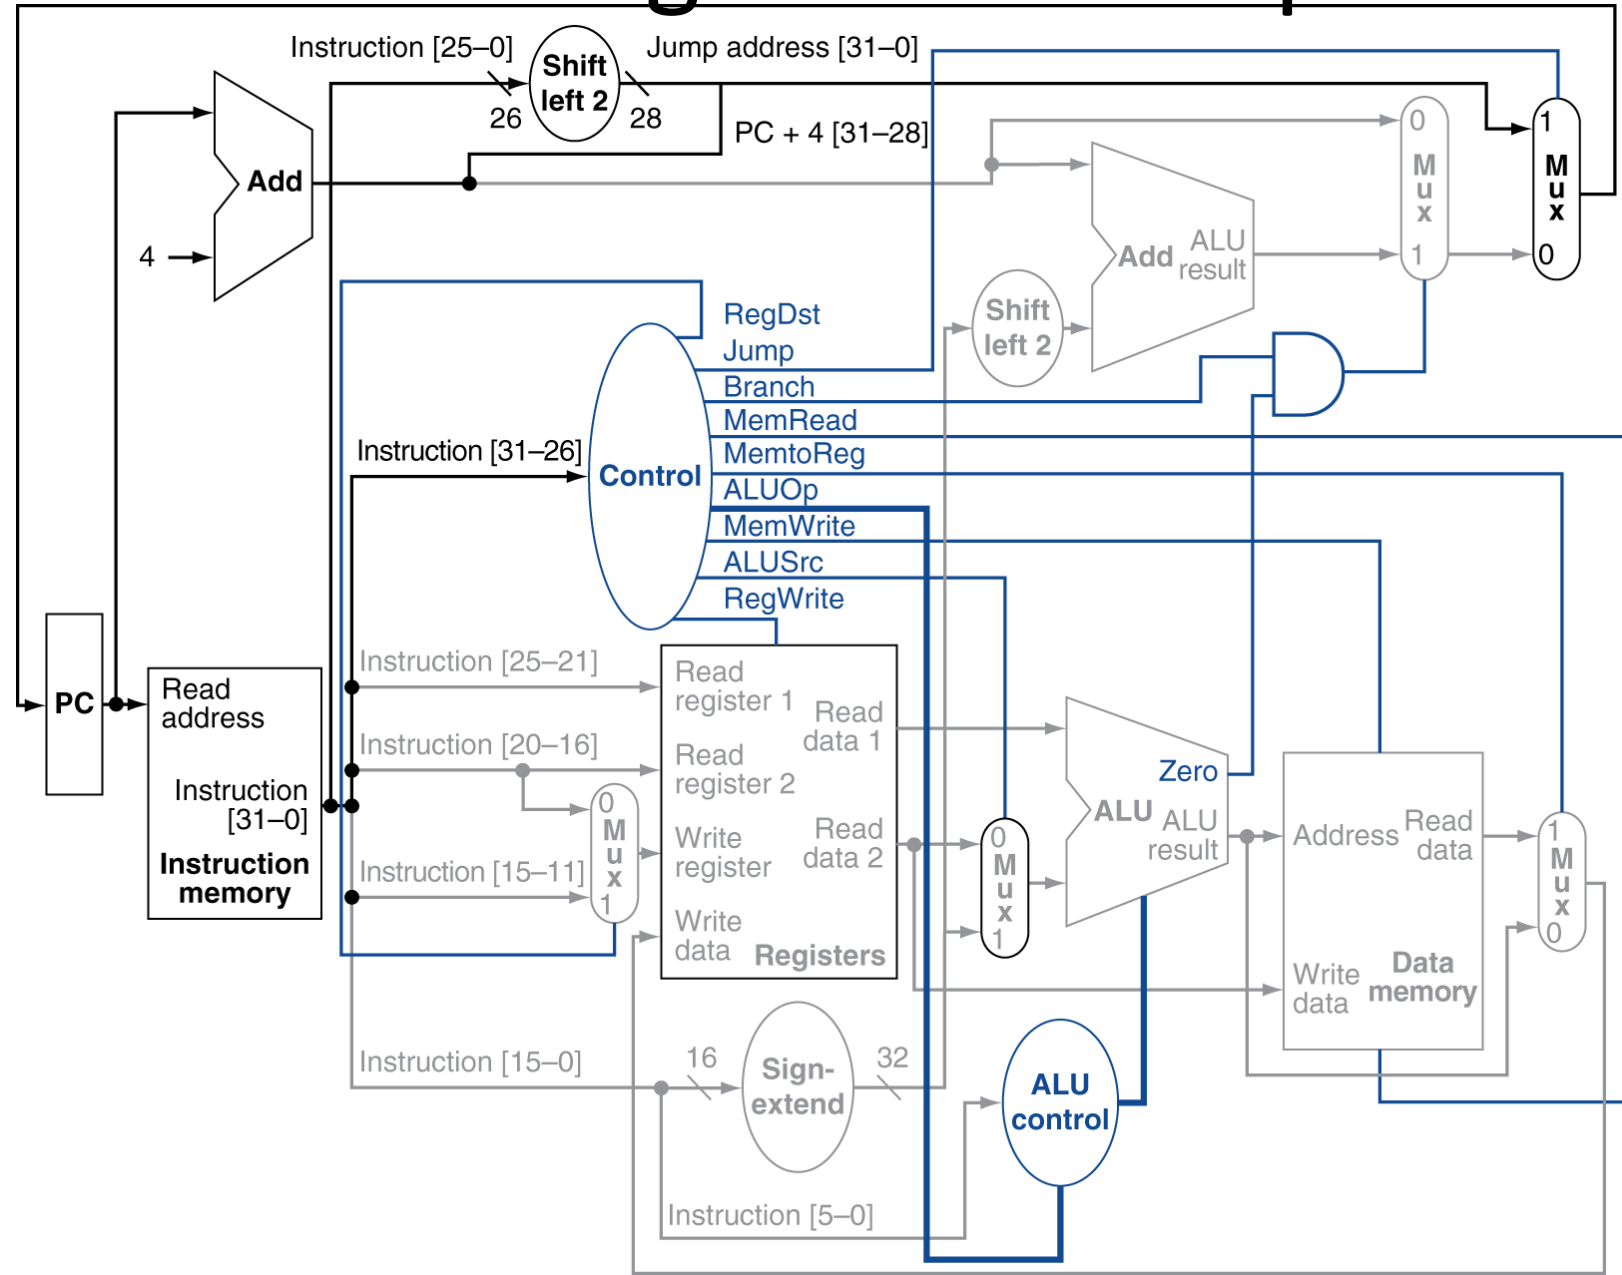 Instruction [25–0]
Shift
left 2
Jump address [31–0]
26
28
PC + 4 [31–28]
Add
4
0
M
u
x
1
1
M
u
x
0
Add
ALU
result
Shift
left 2
RegDst
Jump
Branch
MemRead
MemtoReg
ALUOp
MemWrite
ALUSrc
RegWrite
Instruction [31–26]
Control
PC
Read
address
Instruction
[31–0]
Instruction
memory
Instruction [25–21]
Instruction [20–16]
Instruction [15–11]
0
M
u
x
1
Read
register 1
Read
register 2
Write
register
Write
data
Read
data 1
Read
data 2
Registers
0
M
u
x
1
Zero
ALU
ALU
result
Address
Read
data
Write
data
Data
memory
1
M
u
x
0
Instruction [15–0]
16
Sign-
extend
32
ALU
control
Instruction [5–0]